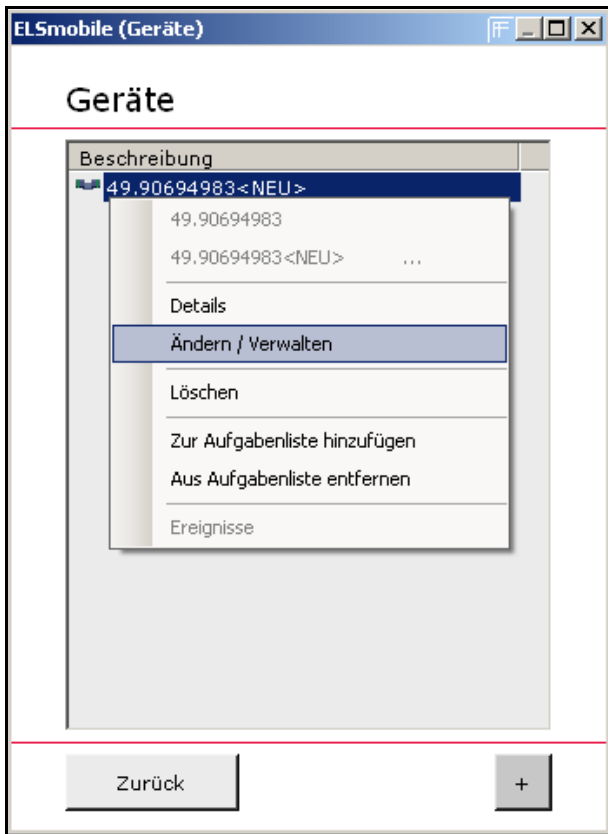 ELSmobile (Geräte)
Geräte
Beschreibung
49.90694983<NEU>
49.90694983
49.90694983<NEU> ...
Details
Ändern / Verwalten
Löschen
Zur Aufgabenliste hinzufügen
Aus Aufgabenliste entfernen
Ereignisse
Zurück +